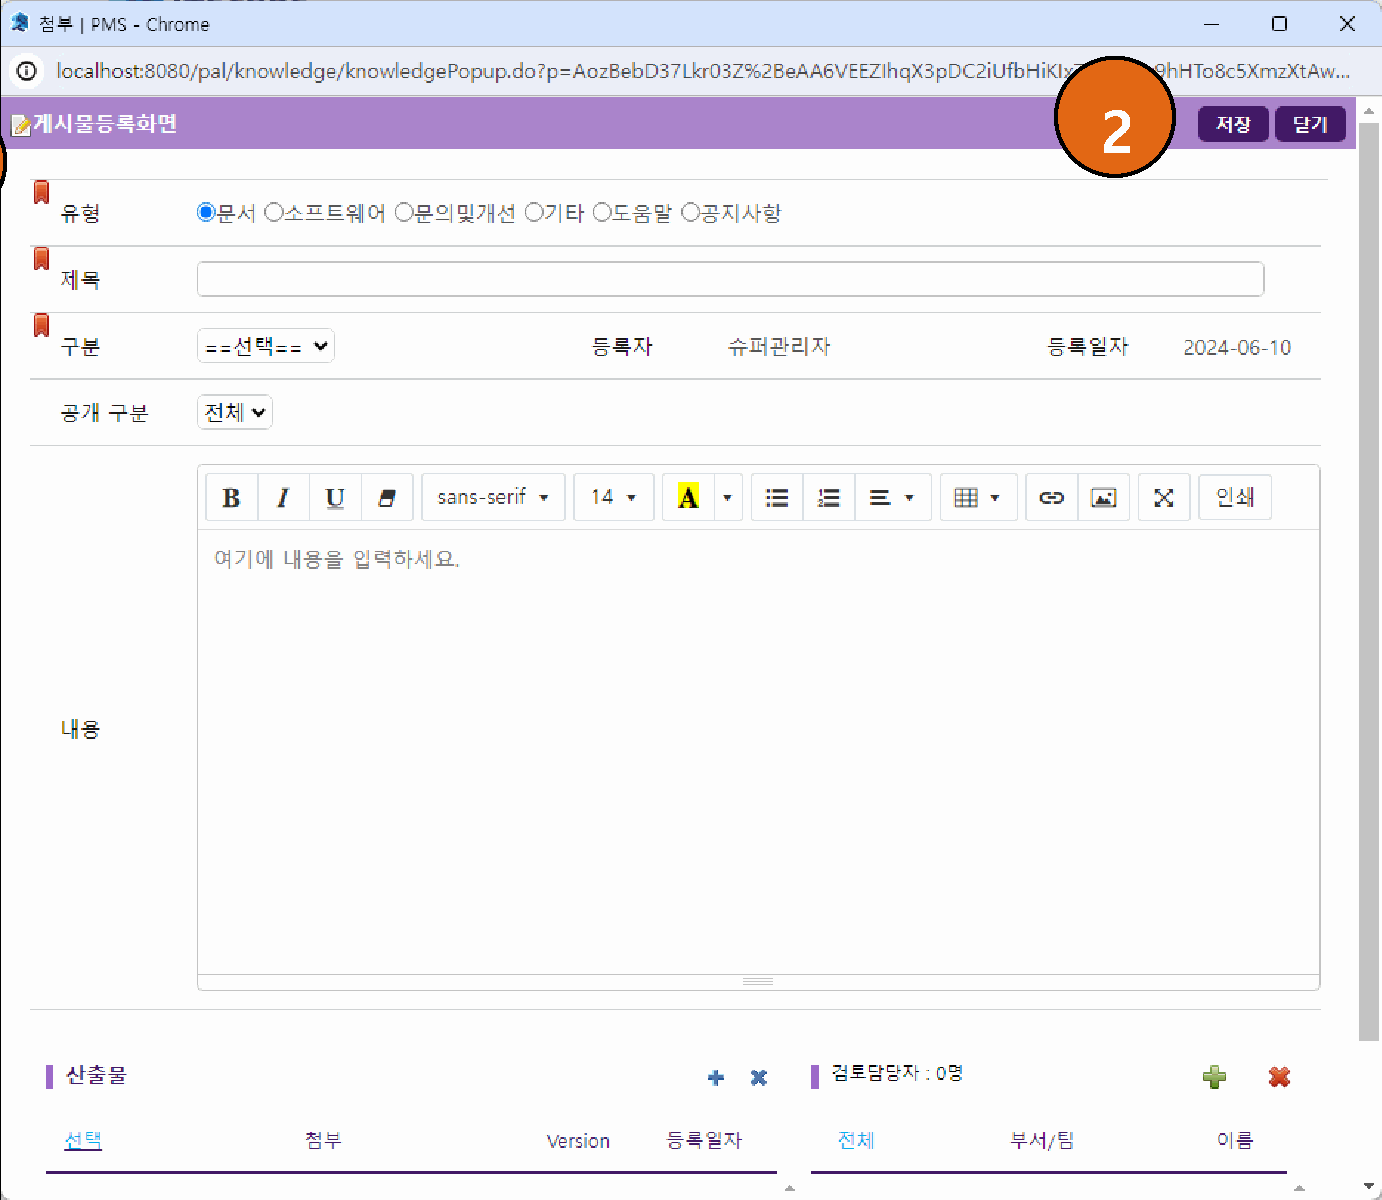 첨부 | PMS - Chrome
localhost:8080/pal/knowledge/knowledgePopup.do?p=AozBebD37Lkr03Z%2BeAA6VEEZIhqX3pDC2iUfbHiKIx
9hHTo8c5XmzXtAw...
게시물등록화면
2
저장 닫기
유형 문서 소프트웨어 문의및개선 기타 도움말 공지사항
제목
구분 ==선택== 등록자 슈퍼관리자 등록일자 2024-06-10
공개 구분 전체
B I U sans-serif 14 A 인쇄
여기에 내용을 입력하세요.
내용
산출물 검토담당자 : 0명
선택 첨부 Version 등록일자 전체 부서/팀 이름